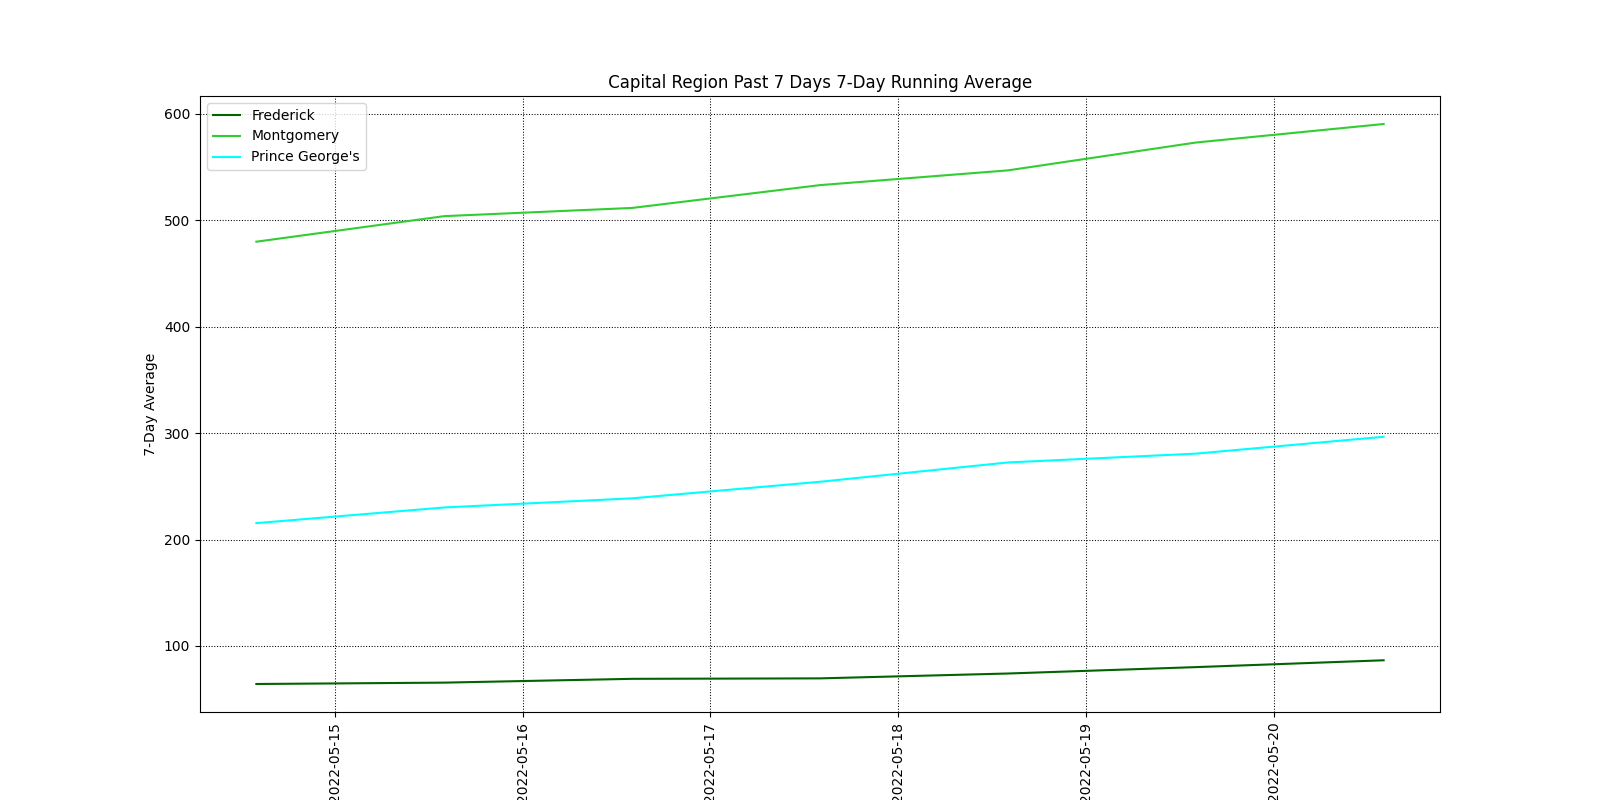 Capital Region Past 7 Days 7-Day Running Average
Frederick
Montgomery
Prince George's
600
500
400
300
200
100
7-Day Average
2022-05-15
2022-05-16
2022-05-17
2022-05-18
2022-05-19
2022-05-20